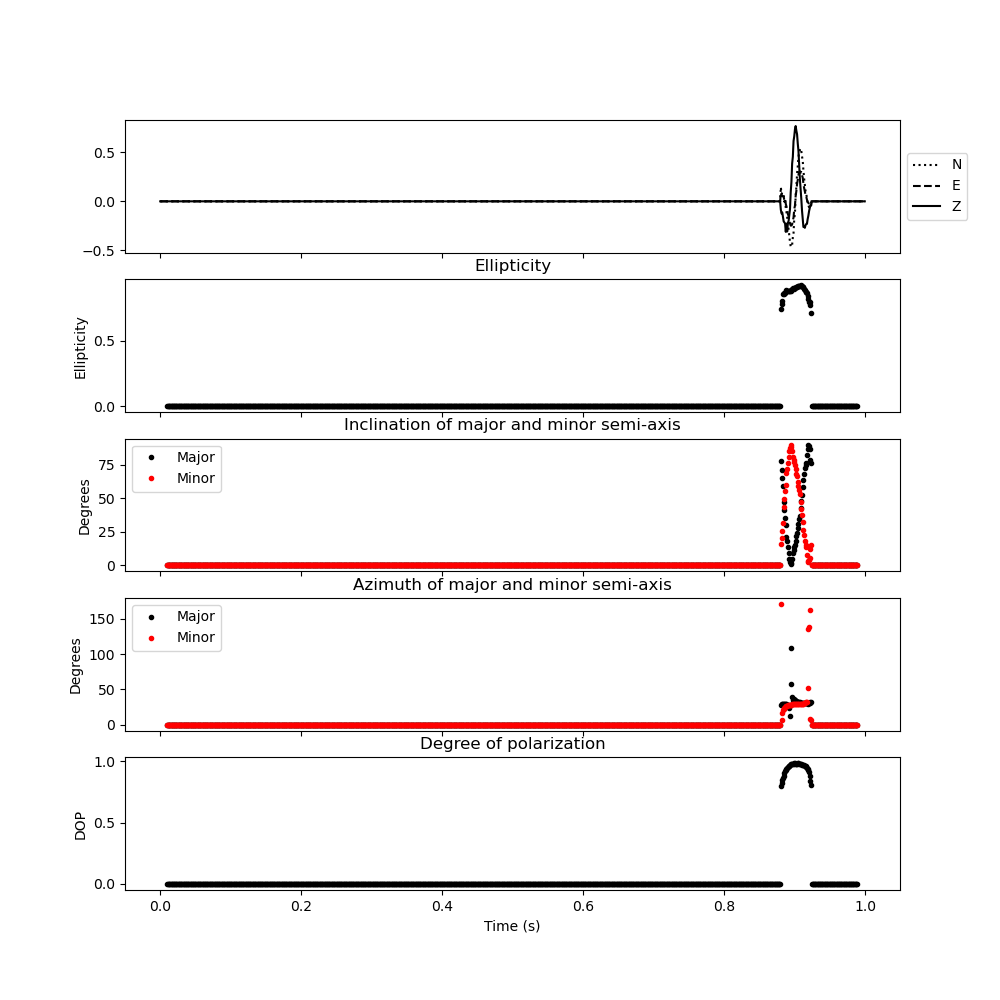 0.5
0.0
−0.5
N
E
Z
Ellipticity
Ellipticity
0.5
0.0
Inclination of major and minor semi-axis
Degrees
75
50
25
0
Major
Minor
Azimuth of major and minor semi-axis
Degrees
150
100
50
0
Major
Minor
Degree of polarization
DOP
1.0
0.5
0.0
0.0 0.2 0.4 0.6 0.8 1.0
Time (s)